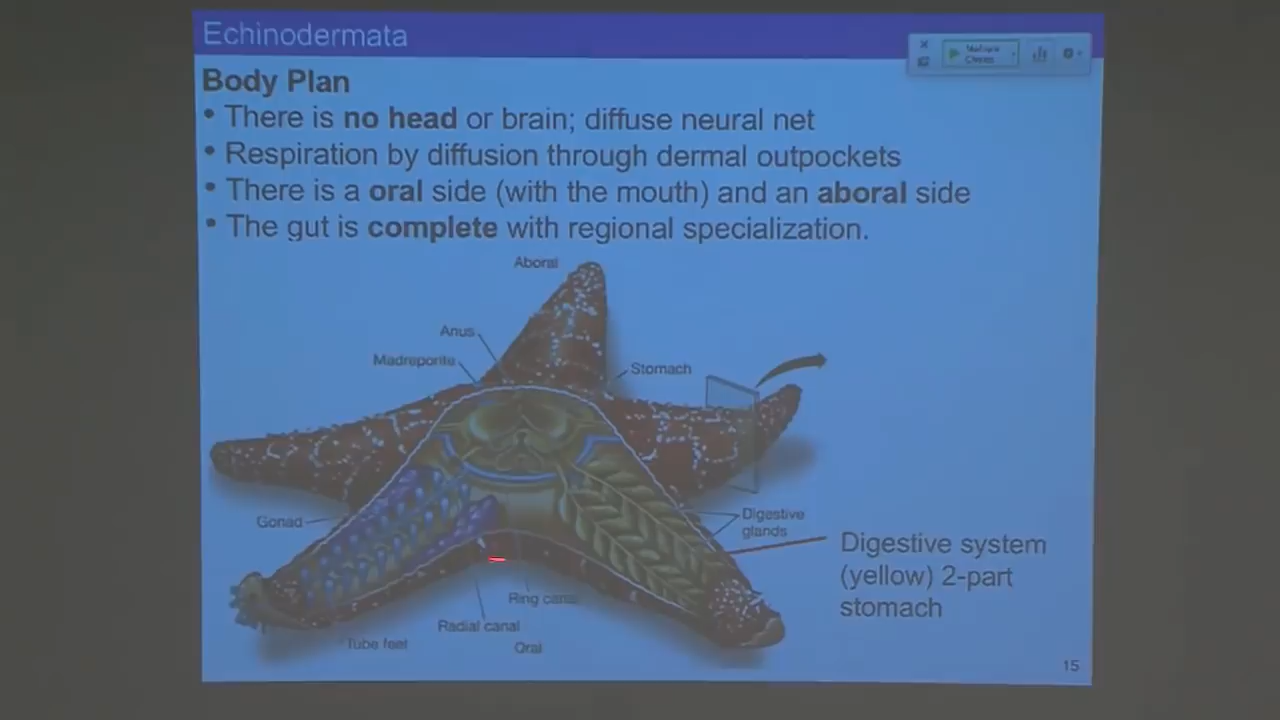 Echinodermata
Multiple
Choice
Body Plan
• There is no head or brain; diffuse neural net
• Respiration by diffusion through dermal outpockets
• There is a oral side (with the mouth) and an aboral side
• The gut is complete with regional specialization.
Aboral
Anus
Madreporite
Stomach
Gonad
Digestive
glands
Digestive system
(yellow) 2-part
stomach
Ring canal
Radial canal
Tube feet
Oral
15